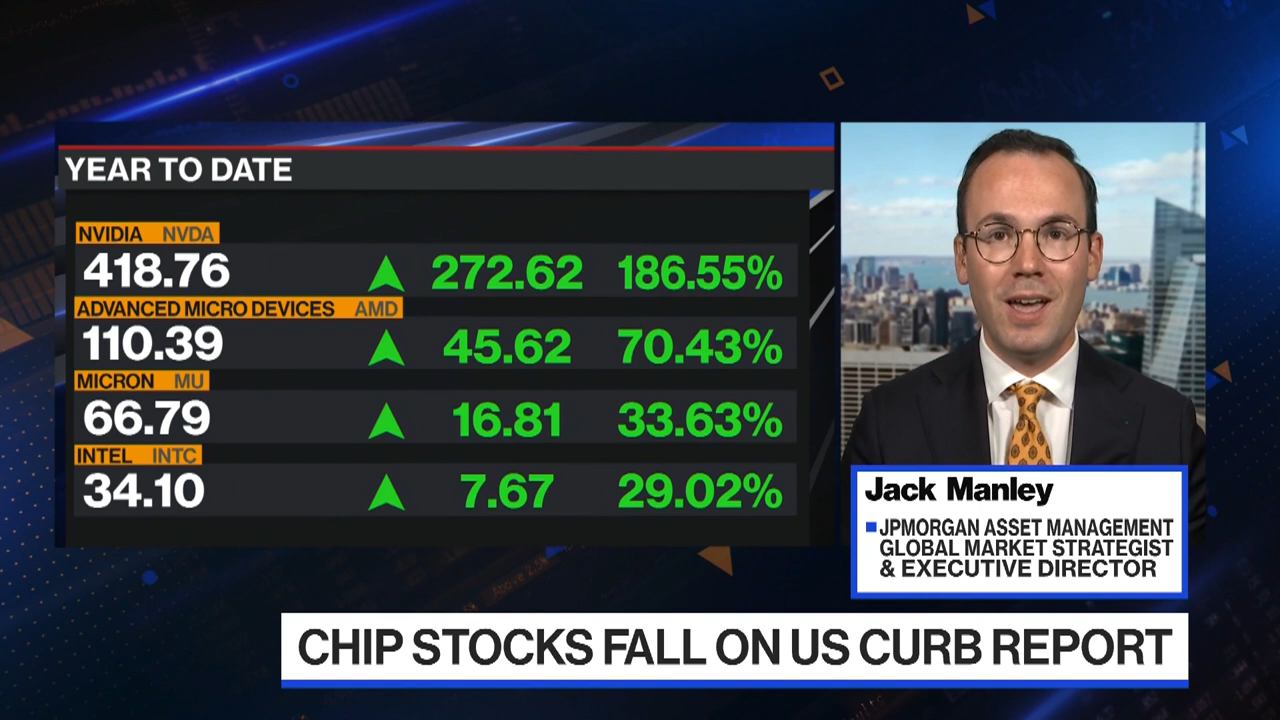 YEAR TO DATE
NVIDIA NVDA
418.76 272.62 186.55%
ADVANCED MICRO DEVICES AMD
110.39 45.62 70.43%
MICRON MU
66.79 16.81 33.63%
INTEL INTC
34.10 7.67 29.02%
Jack Manley
JPMORGAN ASSET MANAGEMENT
GLOBAL MARKET STRATEGIST
& EXECUTIVE DIRECTOR
CHIP STOCKS FALL ON US CURB REPORT